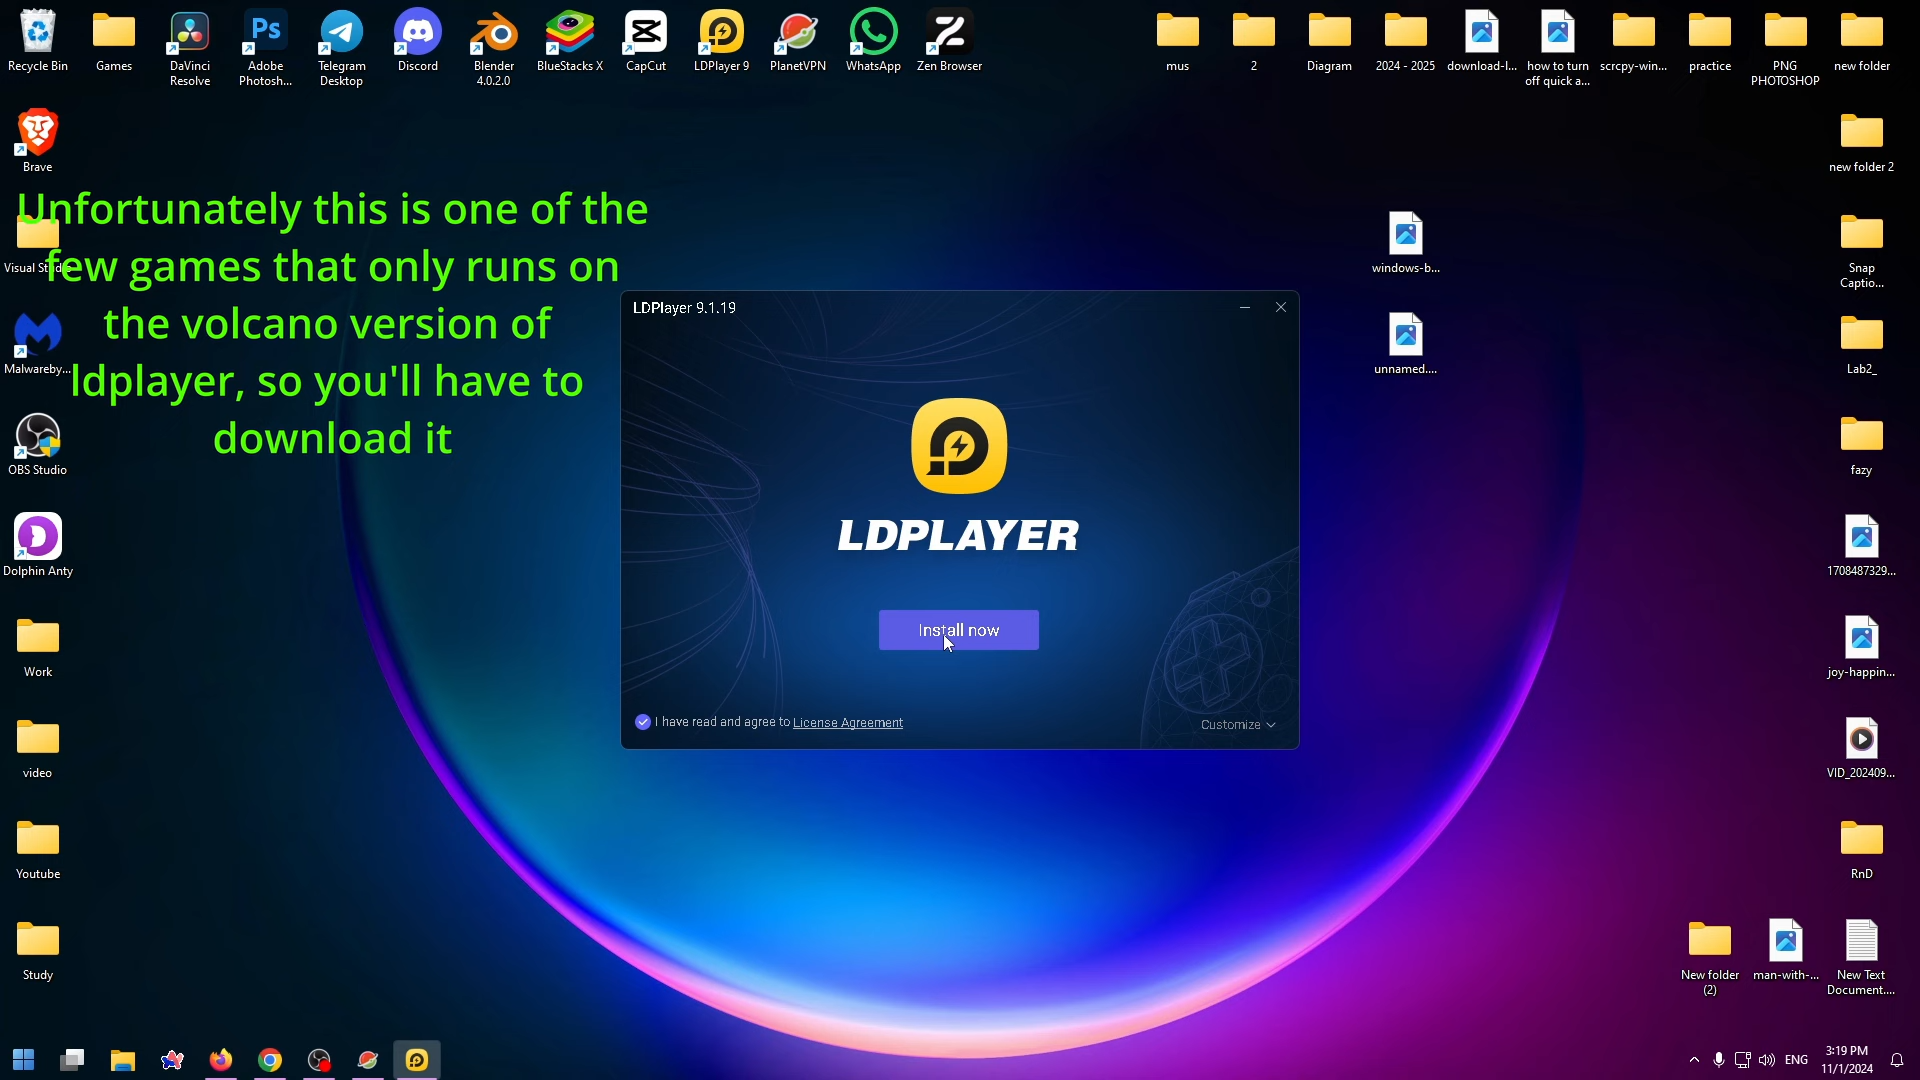 Recycle Bin
Games
DaVinci
Resolve
Ps
Adobe
Photosh...
Telegram
Desktop
Discord
Blender
4.0.2.0
BlueStacks X
CapCut
LDPlayer 9
PlanetVPN
WhatsApp
Zen Browser
mus
2
Diagram
2024 - 2025
download-l...
how to turn
off quick a...
scrcpy-win...
practice
PNG
PHOTOSHOP
new folder
Brave
new folder 2
Unfortunately this is one of the
few games that only runs on
the volcano version of
ldplayer, so you'll have to
download it
windows-b...
Snap
Captio...
Malwareby...
unnamed....
Lab2_
LDPlayer 9.1.19
LDPLAYER
Install now
I have read and agree to License Agreement
Customize
OBS Studio
fazy
Dolphin Anty
1708487329...
Work
joy-happin...
video
VID_202409...
Youtube
RnD
Study
New folder
(2)
man-with-...
New Text
Document....
ENG
3:19 PM
11/1/2024